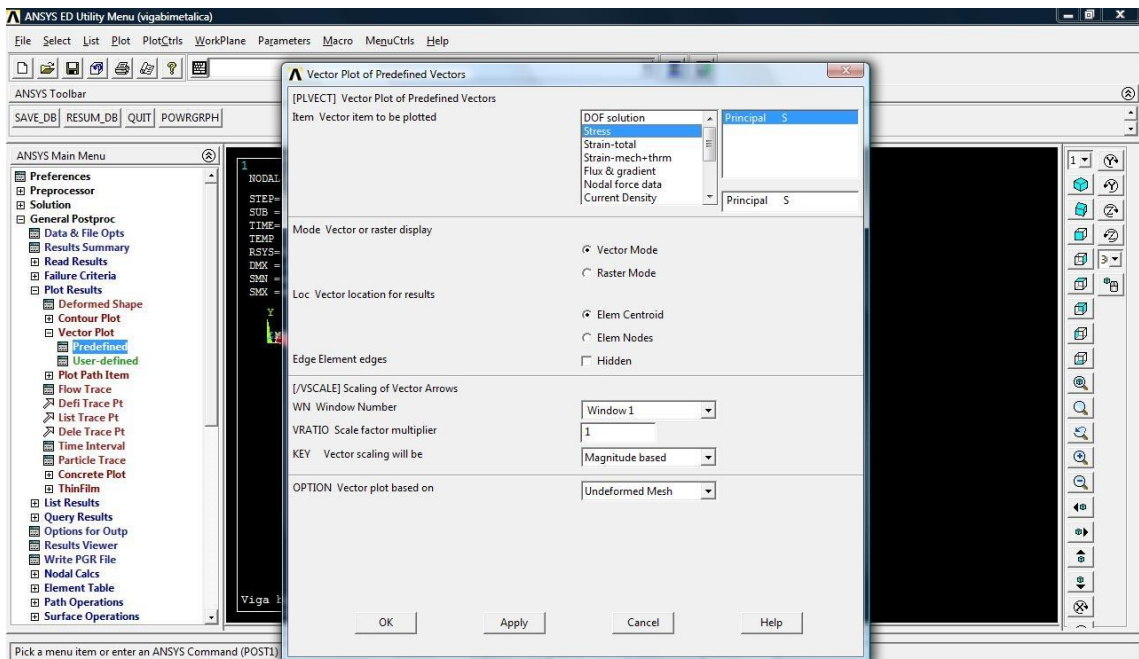 ANSYS ED Utility Menu (vigabimetalica)
File Select List Plot PlotCtrls WorkPlane Parameters Macro MenuCtrls Help
ANSYS Toolbar
SAVE_DB RESUM_DB QUIT POWRGRPH
ANSYS Main Menu
Preferences
Preprocessor
Solution
General Postproc
Data & File Opts
Results Summary
Read Results
Failure Criteria
Plot Results
Deformed Shape
Contour Plot
Vector Plot
Predefined
User-defined
Plot Path Item
Flow Trace
Defi Trace Pt
List Trace Pt
Dele Trace Pt
Time Interval
Particle Trace
Concrete Plot
ThinFilm
List Results
Query Results
Options for Outp
Results Viewer
Write PGR File
Nodal Calcs
Element Table
Path Operations
Surface Operations
1
NODAL
STEP=
SUB =
TIME=
TEMP
RSYS=
DMX =
SMN =
SMX =
Y
Viga
Vector Plot of Predefined Vectors
[PLVECT] Vector Plot of Predefined Vectors
Item Vector item to be plotted
DOF solution
Stress
Strain-total
Strain-mech+thrm
Flux & gradient
Nodal force data
Current Density
Principal S
Principal S
Mode Vector or raster display
Vector Mode
Raster Mode
Loc Vector location for results
Elem Centroid
Elem Nodes
Edge Element edges
Hidden
[/VSCALE] Scaling of Vector Arrows
WN Window Number
Window 1
VRATIO Scale factor multiplier
1
KEY Vector scaling will be
Magnitude based
OPTION Vector plot based on
Undeformed Mesh
OK Apply Cancel Help
1
3
Pick a menu item or enter an ANSYS Command (POST1)